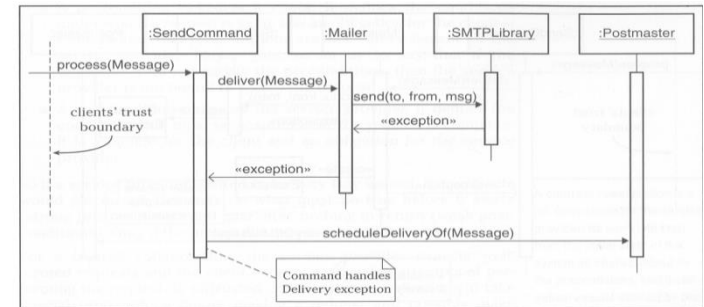 :SendCommand
:Mailer
:SMTPLibrary
:Postmaster
process(Message)
deliver(Message)
send(to, from, msg)
«exception»
clients' trust
boundary
«exception»
scheduleDeliveryOf(Message)
Command handles
Delivery exception